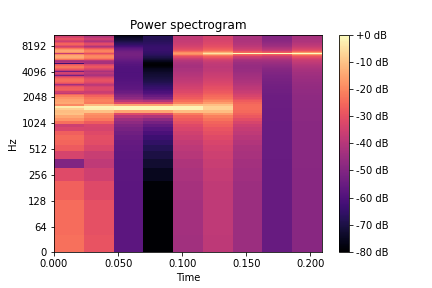 Power spectrogram
8192
4096
2048
1024
512
256
128
64
0
Hz
0.000 0.050 0.100 0.150 0.200
Time
+0 dB
-10 dB
-20 dB
-30 dB
-40 dB
-50 dB
-60 dB
-70 dB
-80 dB